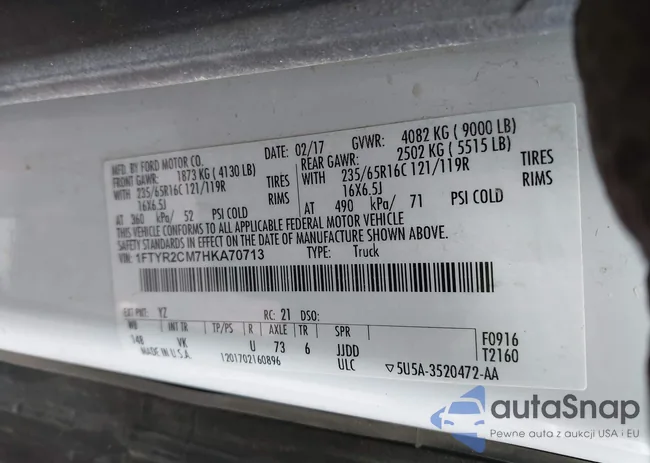 MFD. BY FORD MOTOR CO.
DATE: 02/17 GVWR: 4082 KG ( 9000 LB)
FRONT GAWR: 1873 KG ( 4130 LB) REAR GAWR: 2502 KG ( 5515 LB)
WITH 235/65R16C 121/119R TIRES WITH 235/65R16C 121/119R TIRES
16X6.5J RIMS 16X6.5J RIMS
AT 360 kPa/ 52 PSI COLD AT 490 kPa/ 71 PSI COLD
THIS VEHICLE CONFORMS TO ALL APPLICABLE FEDERAL MOTOR VEHICLE
SAFETY STANDARDS IN EFFECT ON THE DATE OF MANUFACTURE SHOWN ABOVE.
VIN: 1FTYR2CM7HKA70713 TYPE: Truck
EXT PNT: YZ RC: 21 DSO:
WB INT TR TP/PS R AXLE TR SPR F0916
148 VK U 73 6 JJDD T2160
MADE IN U.S.A. 1201702160896 ULC ▽5U5A-3520472-AA
autaSnap
Pewne auta z aukcji USA i EU